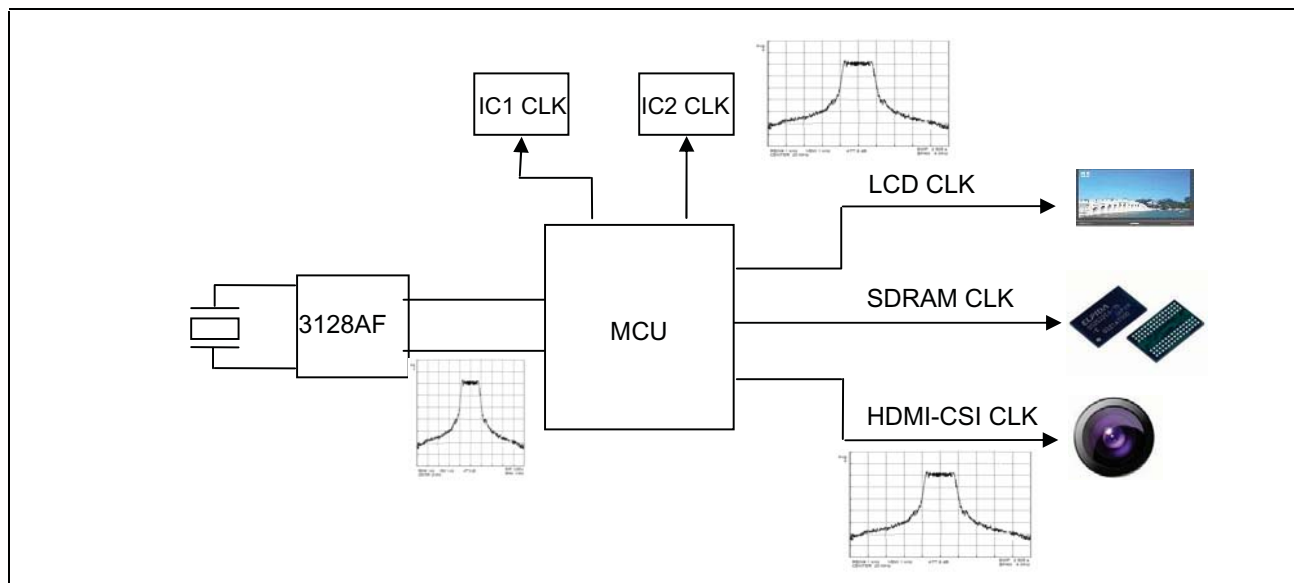 IC1 CLK
IC2 CLK
LCD CLK
3128AF
MCU
SDRAM CLK
HDMI-CSI CLK